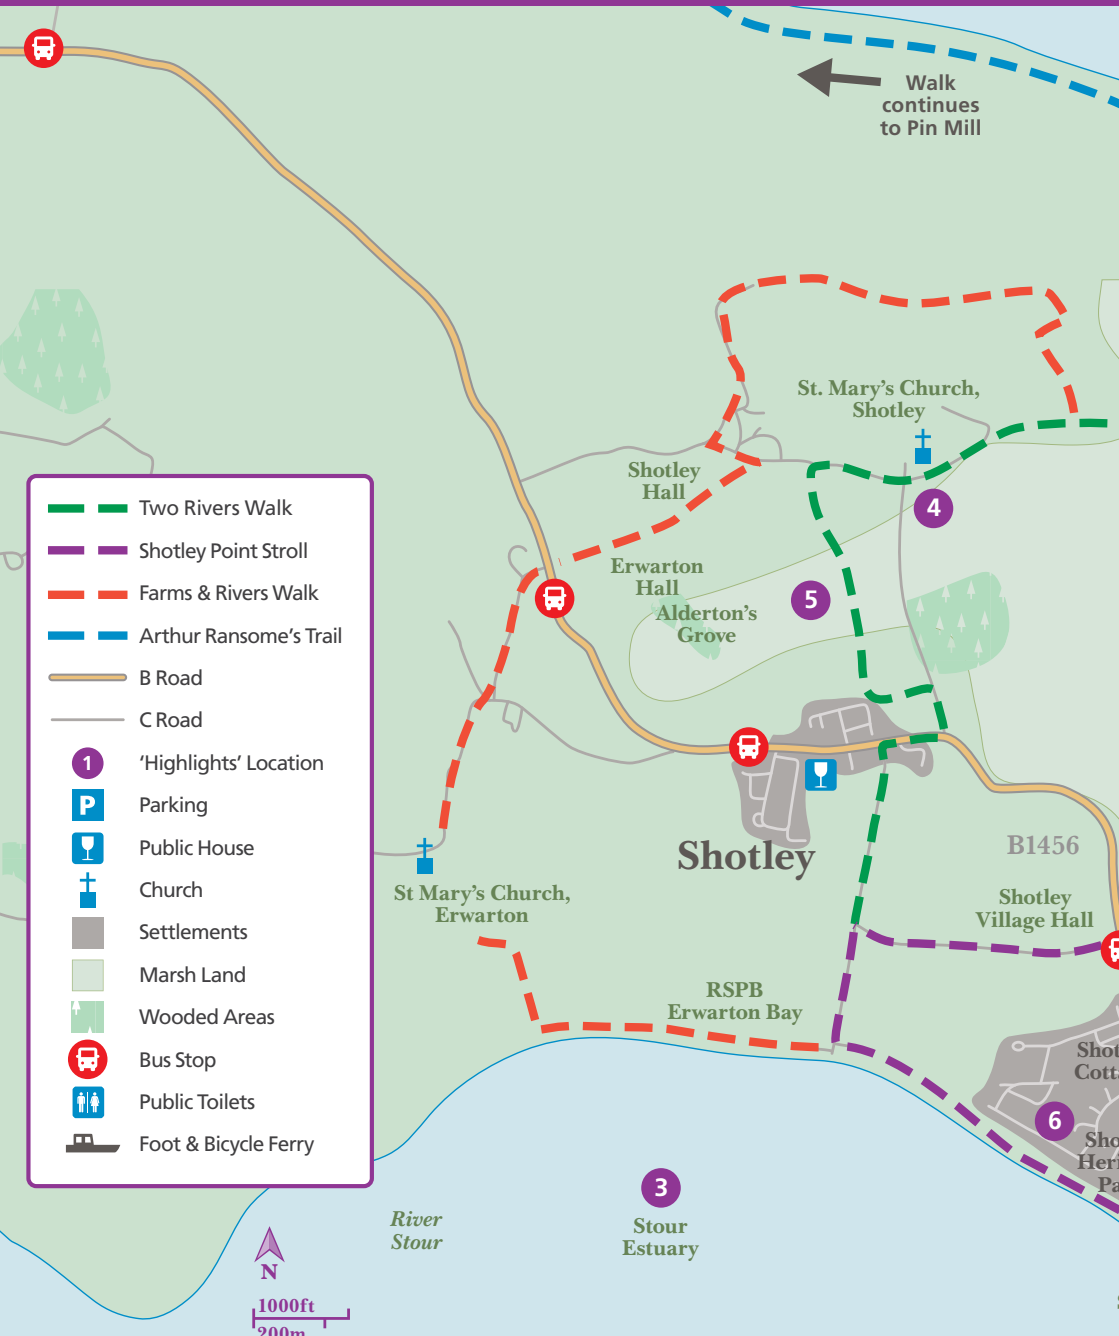 Walk
continues
to Pin Mill
St. Mary's Church,
Shotley
Shotley
Hall
4
Erwarton
Hall
5
Alderton's
Grove
Two Rivers Walk
Shotley Point Stroll
Farms & Rivers Walk
Arthur Ransome's Trail
B Road
C Road
1 'Highlights' Location
P Parking
Public House
Church
Settlements
Marsh Land
Wooded Areas
Bus Stop
Public Toilets
Foot & Bicycle Ferry
Shotley
B1456
St Mary's Church,
Erwarton
Shotley
Village Hall
RSPB
Erwarton Bay
6
3
Stour
Estuary
River
Stour
N
1000ft
200m